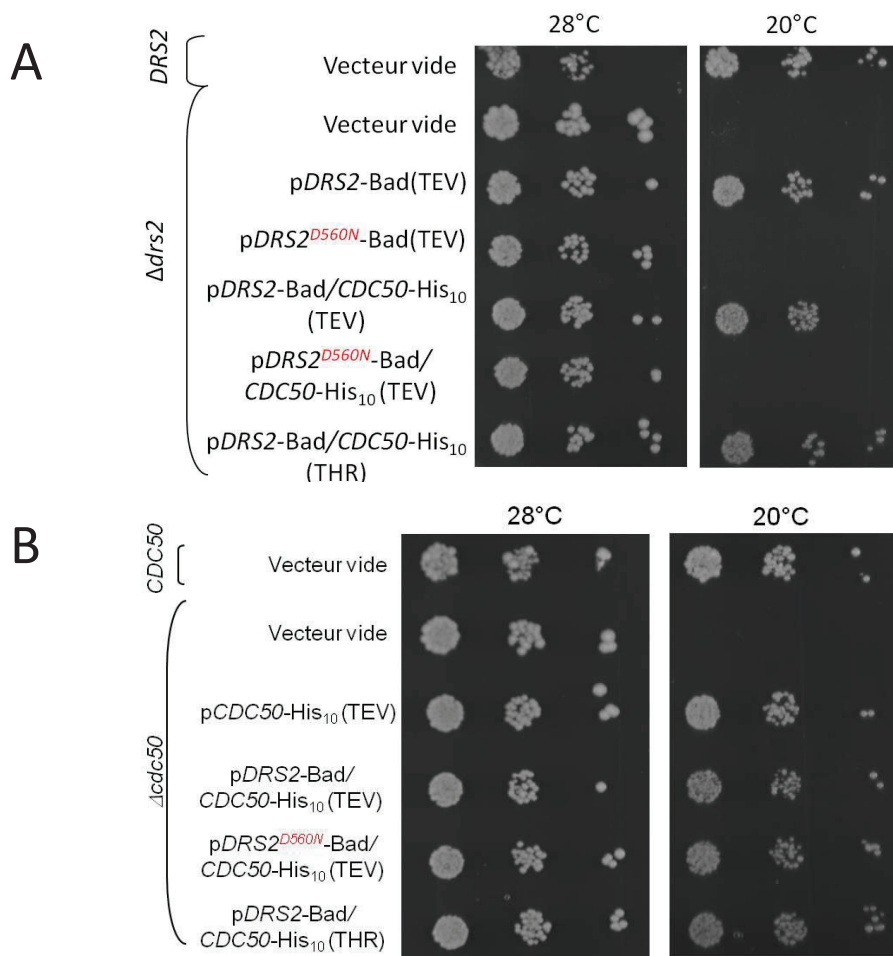 A
28°C
20°C
DRS2
Vecteur vide
Δdrs2
Vecteur vide
pDRS2-Bad(TEV)
pDRS2D560N-Bad(TEV)
pDRS2-Bad/CDC50-His10
(TEV)
pDRS2D560N-Bad/
CDC50-His10(TEV)
pDRS2-Bad/CDC50-His10
(THR)
B
28°C
20°C
CDC50
Vecteur vide
Δcdc50
Vecteur vide
pCDC50-His10(TEV)
pDRS2-Bad/
CDC50-His10(TEV)
pDRS2D560N-Bad/
CDC50-His10(TEV)
pDRS2-Bad/
CDC50-His10(THR)